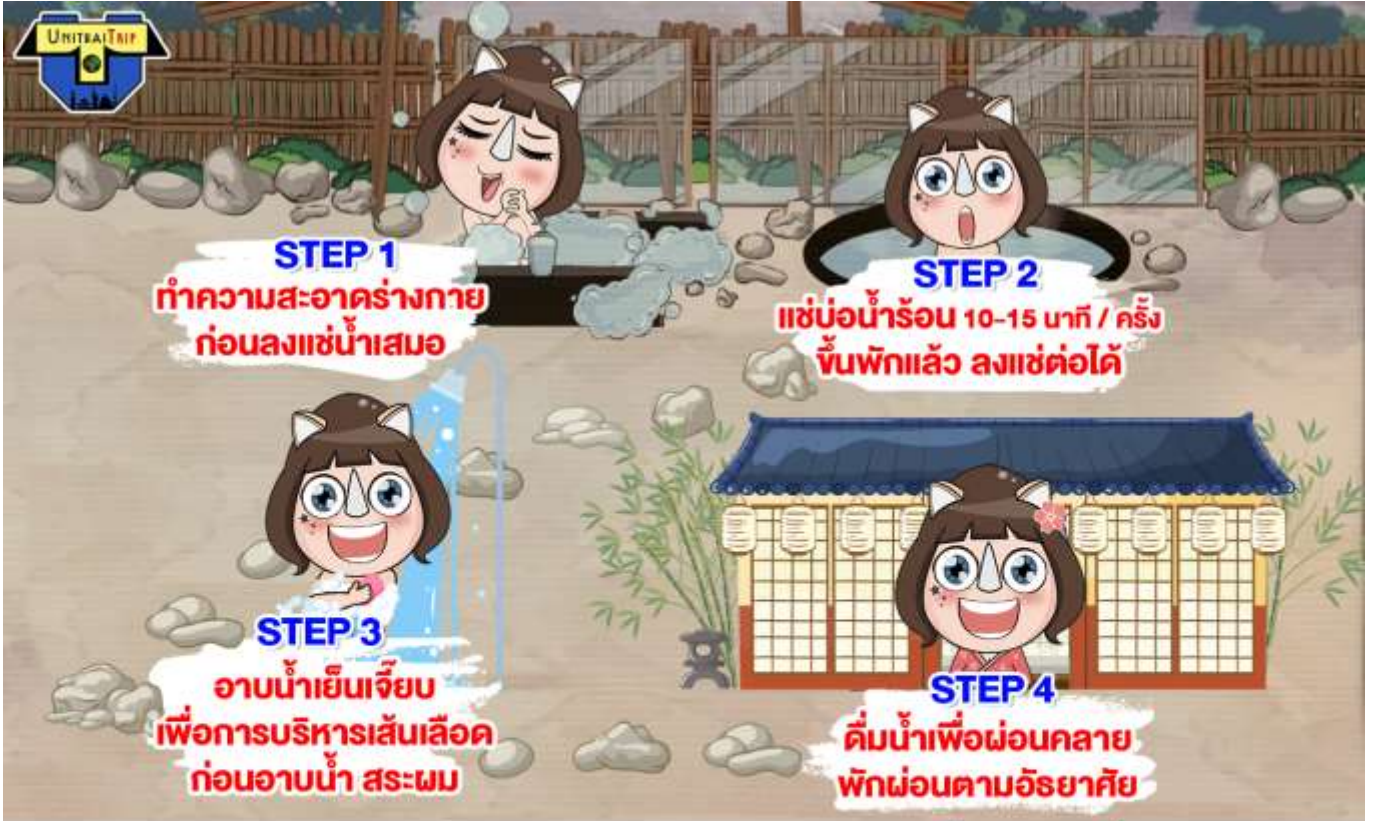 UNITHAITRIP
STEP 1
ทำความสะอาดร่างกาย
ก่อนลงแช่น้ำเสมอ
STEP 2
แช่บ่อน้ำร้อน 10-15 นาที / ครั้ง
ขึ้นพักแล้ว ลงแช่ต่อได้
STEP 3
อาบน้ำเย็นเจี๊ยบ
เพื่อการบริหารเส้นเลือด
ก่อนอาบน้ำ สระผม
STEP 4
ดื่มน้ำเพื่อผ่อนคลาย
พักผ่อนตามอัธยาศัย